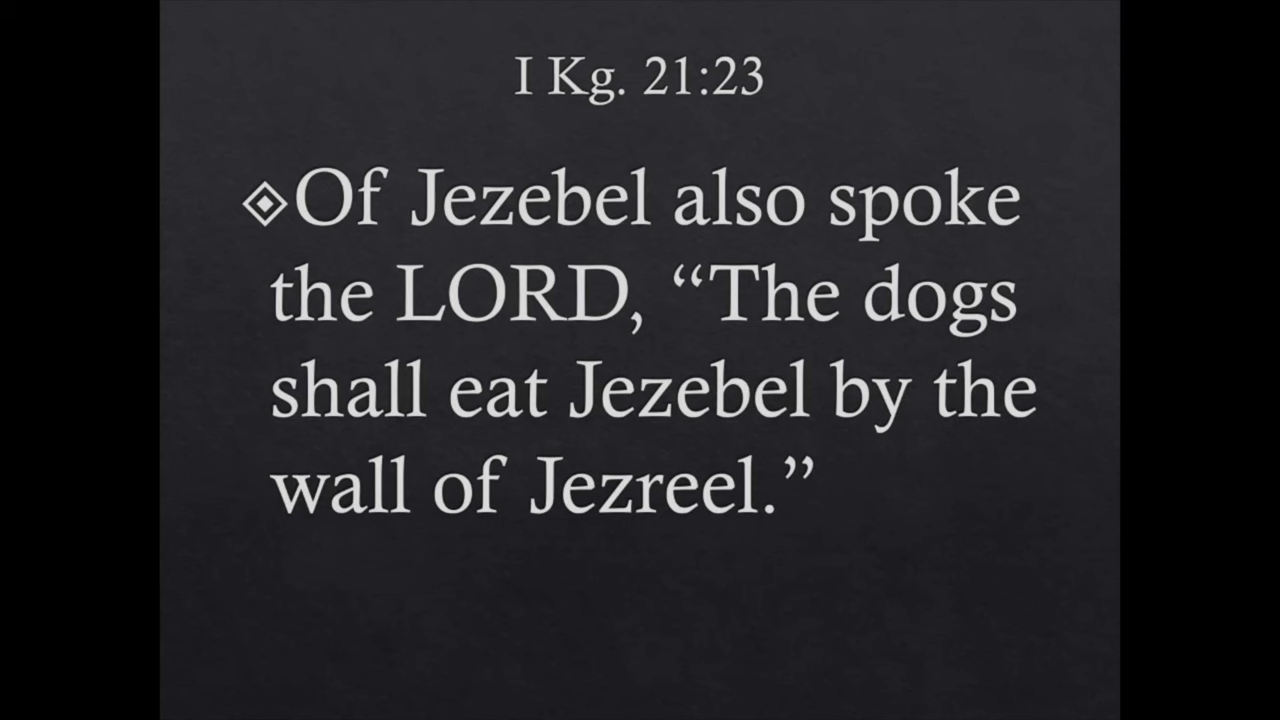 I Kg. 21:23
Of Jezebel also spoke
the LORD, “The dogs
shall eat Jezebel by the
wall of Jezreel.”